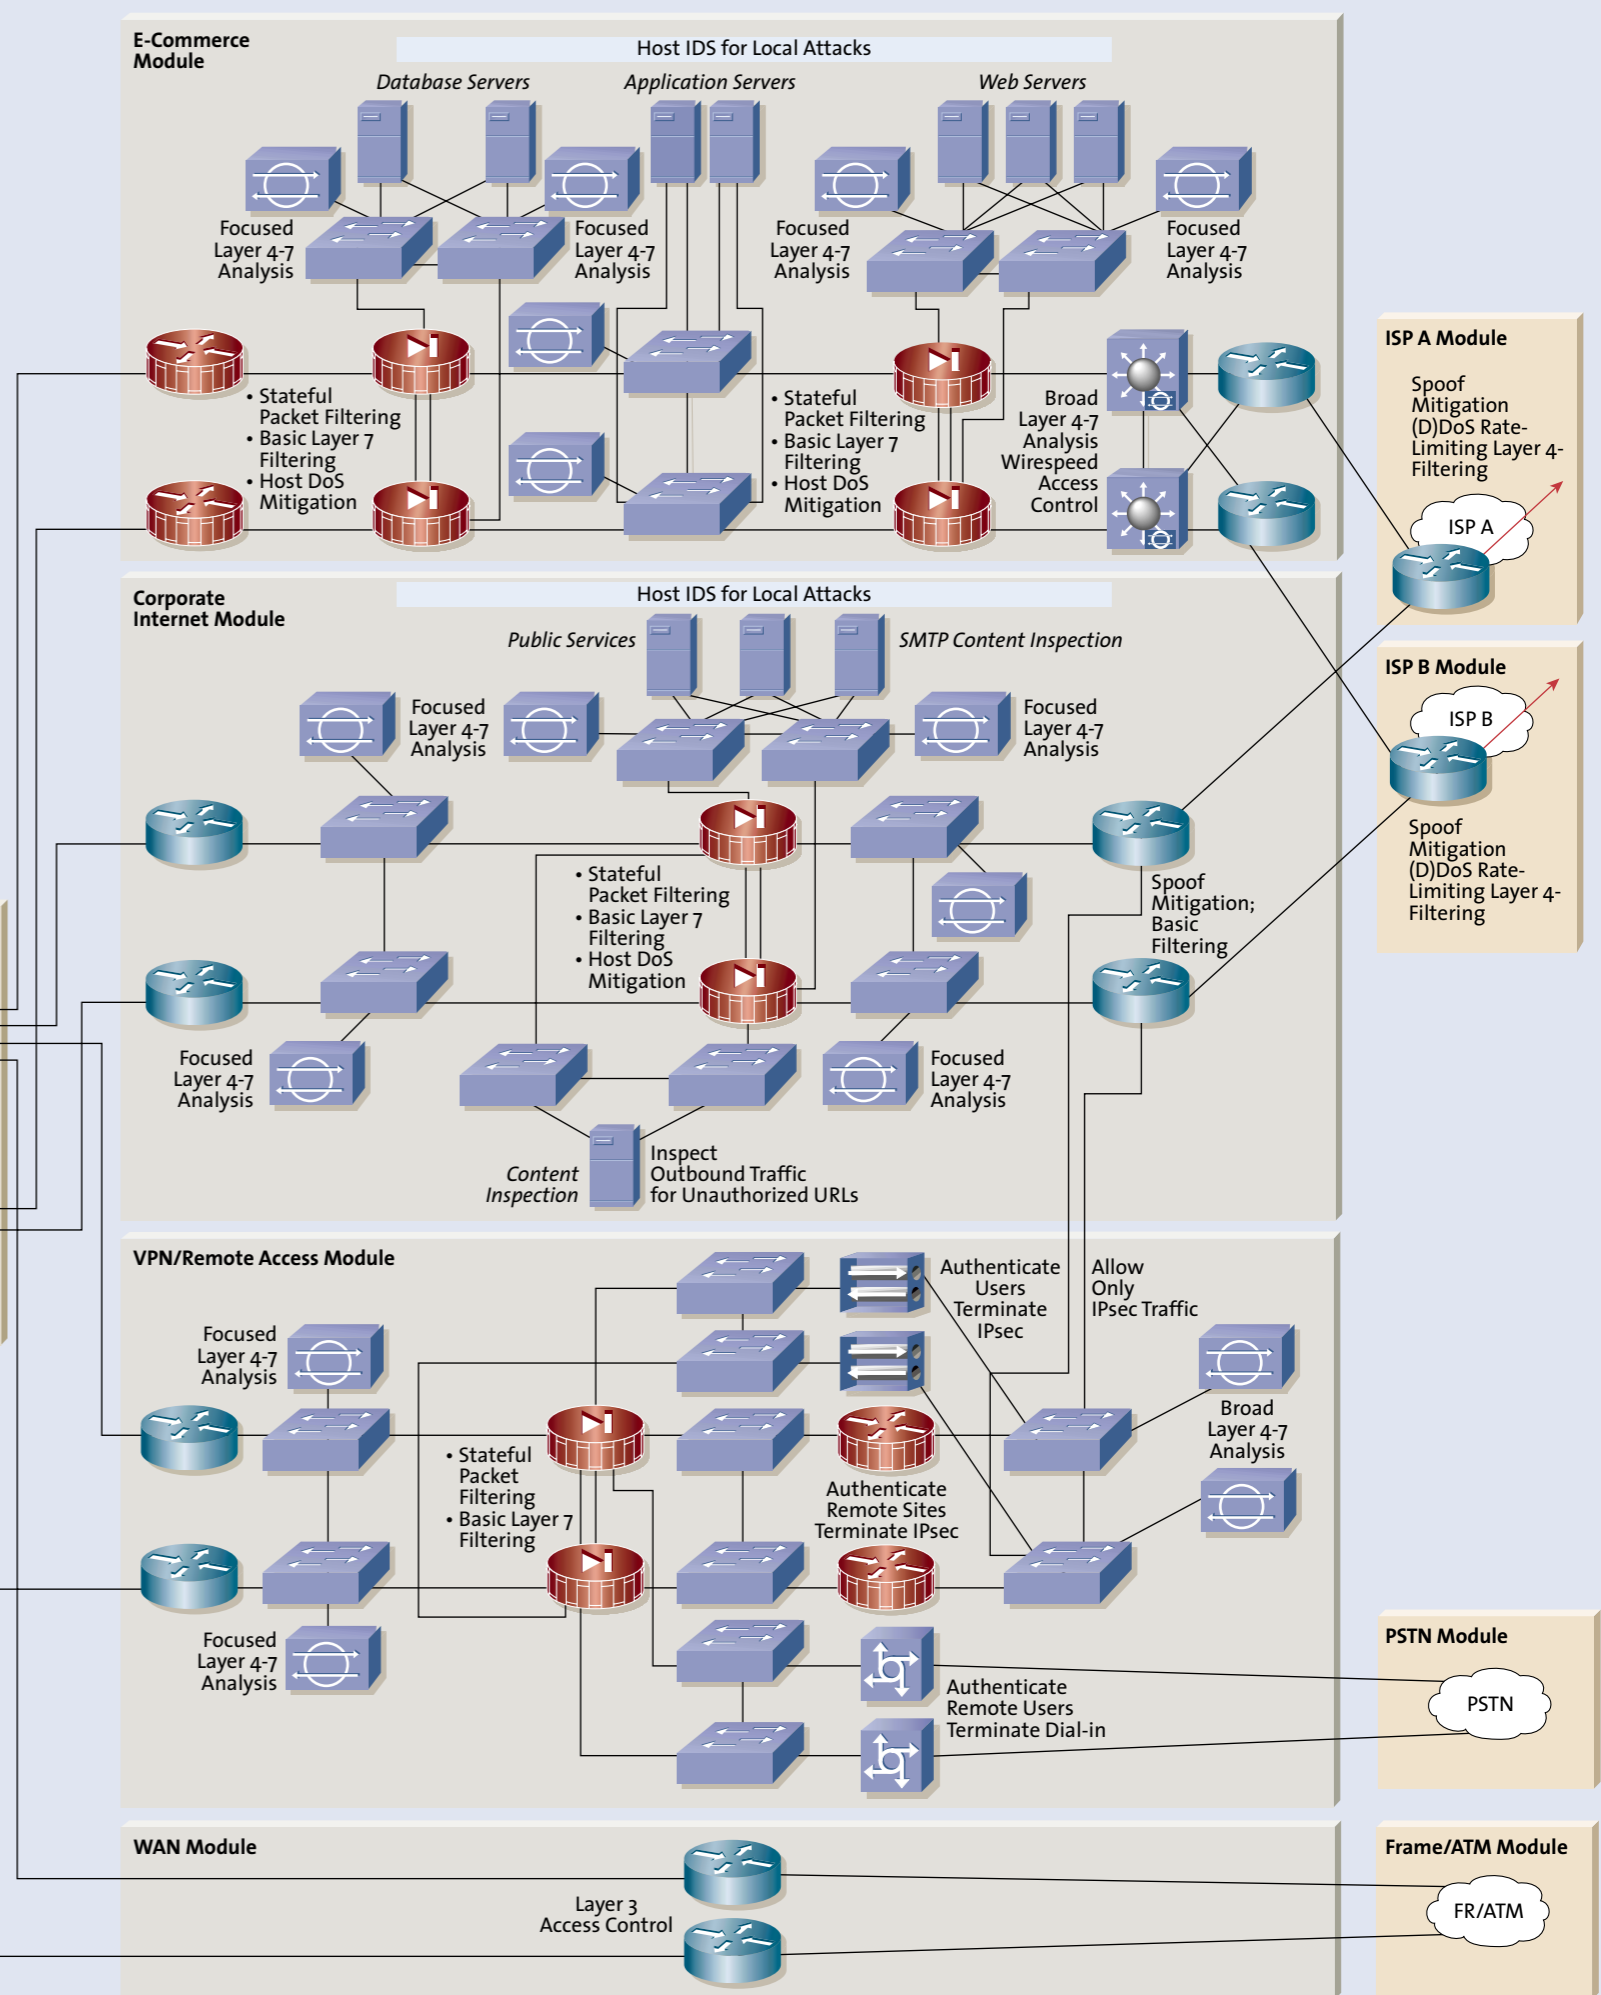 E-Commerce
Module
Host IDS for Local Attacks
Database Servers
Application Servers
Web Servers
Focused
Layer 4-7
Analysis
Focused
Layer 4-7
Analysis
Focused
Layer 4-7
Analysis
Focused
Layer 4-7
Analysis
• Stateful
Packet Filtering
• Basic Layer 7
Filtering
• Host DoS
Mitigation
• Stateful
Packet Filtering
• Basic Layer 7
Filtering
• Host DoS
Mitigation
Broad
Layer 4-7
Analysis
Wirespeed
Access
Control
ISP A Module
Spoof
Mitigation
(D)DoS Rate-
Limiting Layer 4-
Filtering
ISP A
Corporate
Internet Module
Host IDS for Local Attacks
Public Services
SMTP Content Inspection
Focused
Layer 4-7
Analysis
Focused
Layer 4-7
Analysis
ISP B Module
ISP B
Spoof
Mitigation
(D)DoS Rate-
Limiting Layer 4-
Filtering
• Stateful
Packet Filtering
• Basic Layer 7
Filtering
• Host DoS
Mitigation
Spoof
Mitigation;
Basic
Filtering
Focused
Layer 4-7
Analysis
Focused
Layer 4-7
Analysis
Content
Inspection
Inspect
Outbound Traffic
for Unauthorized URLs
VPN/Remote Access Module
Authenticate
Users
Terminate
IPsec
Allow
Only
IPsec Traffic
Focused
Layer 4-7
Analysis
Broad
Layer 4-7
Analysis
• Stateful
Packet
Filtering
• Basic Layer 7
Filtering
Authenticate
Remote Sites
Terminate IPsec
Focused
Layer 4-7
Analysis
Authenticate
Remote Users
Terminate Dial-in
PSTN Module
PSTN
WAN Module
Layer 3
Access Control
Frame/ATM Module
FR/ATM